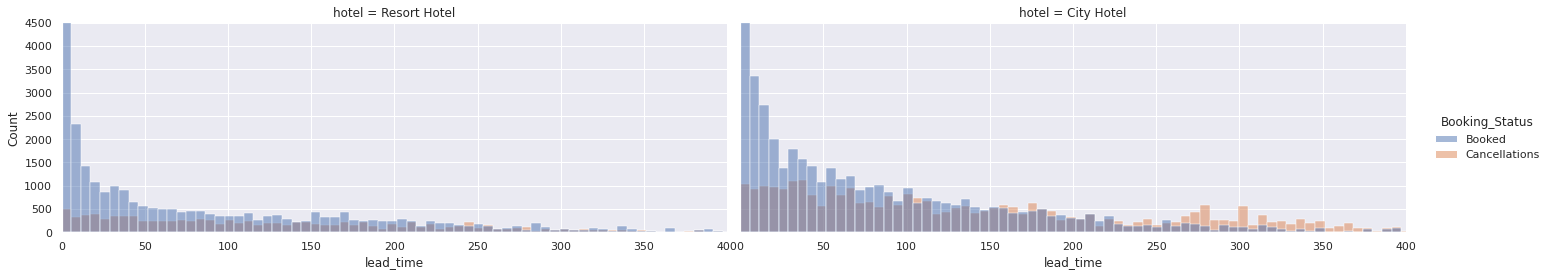 hotel = Resort Hotel
hotel = City Hotel
4500
4000
3500
3000
2500
2000
1500
1000
500
0
Count
0 50 100 150 200 250 300 350 400
50 100 150 200 250 300 350 400
lead_time
lead_time
Booking_Status
Booked
Cancellations